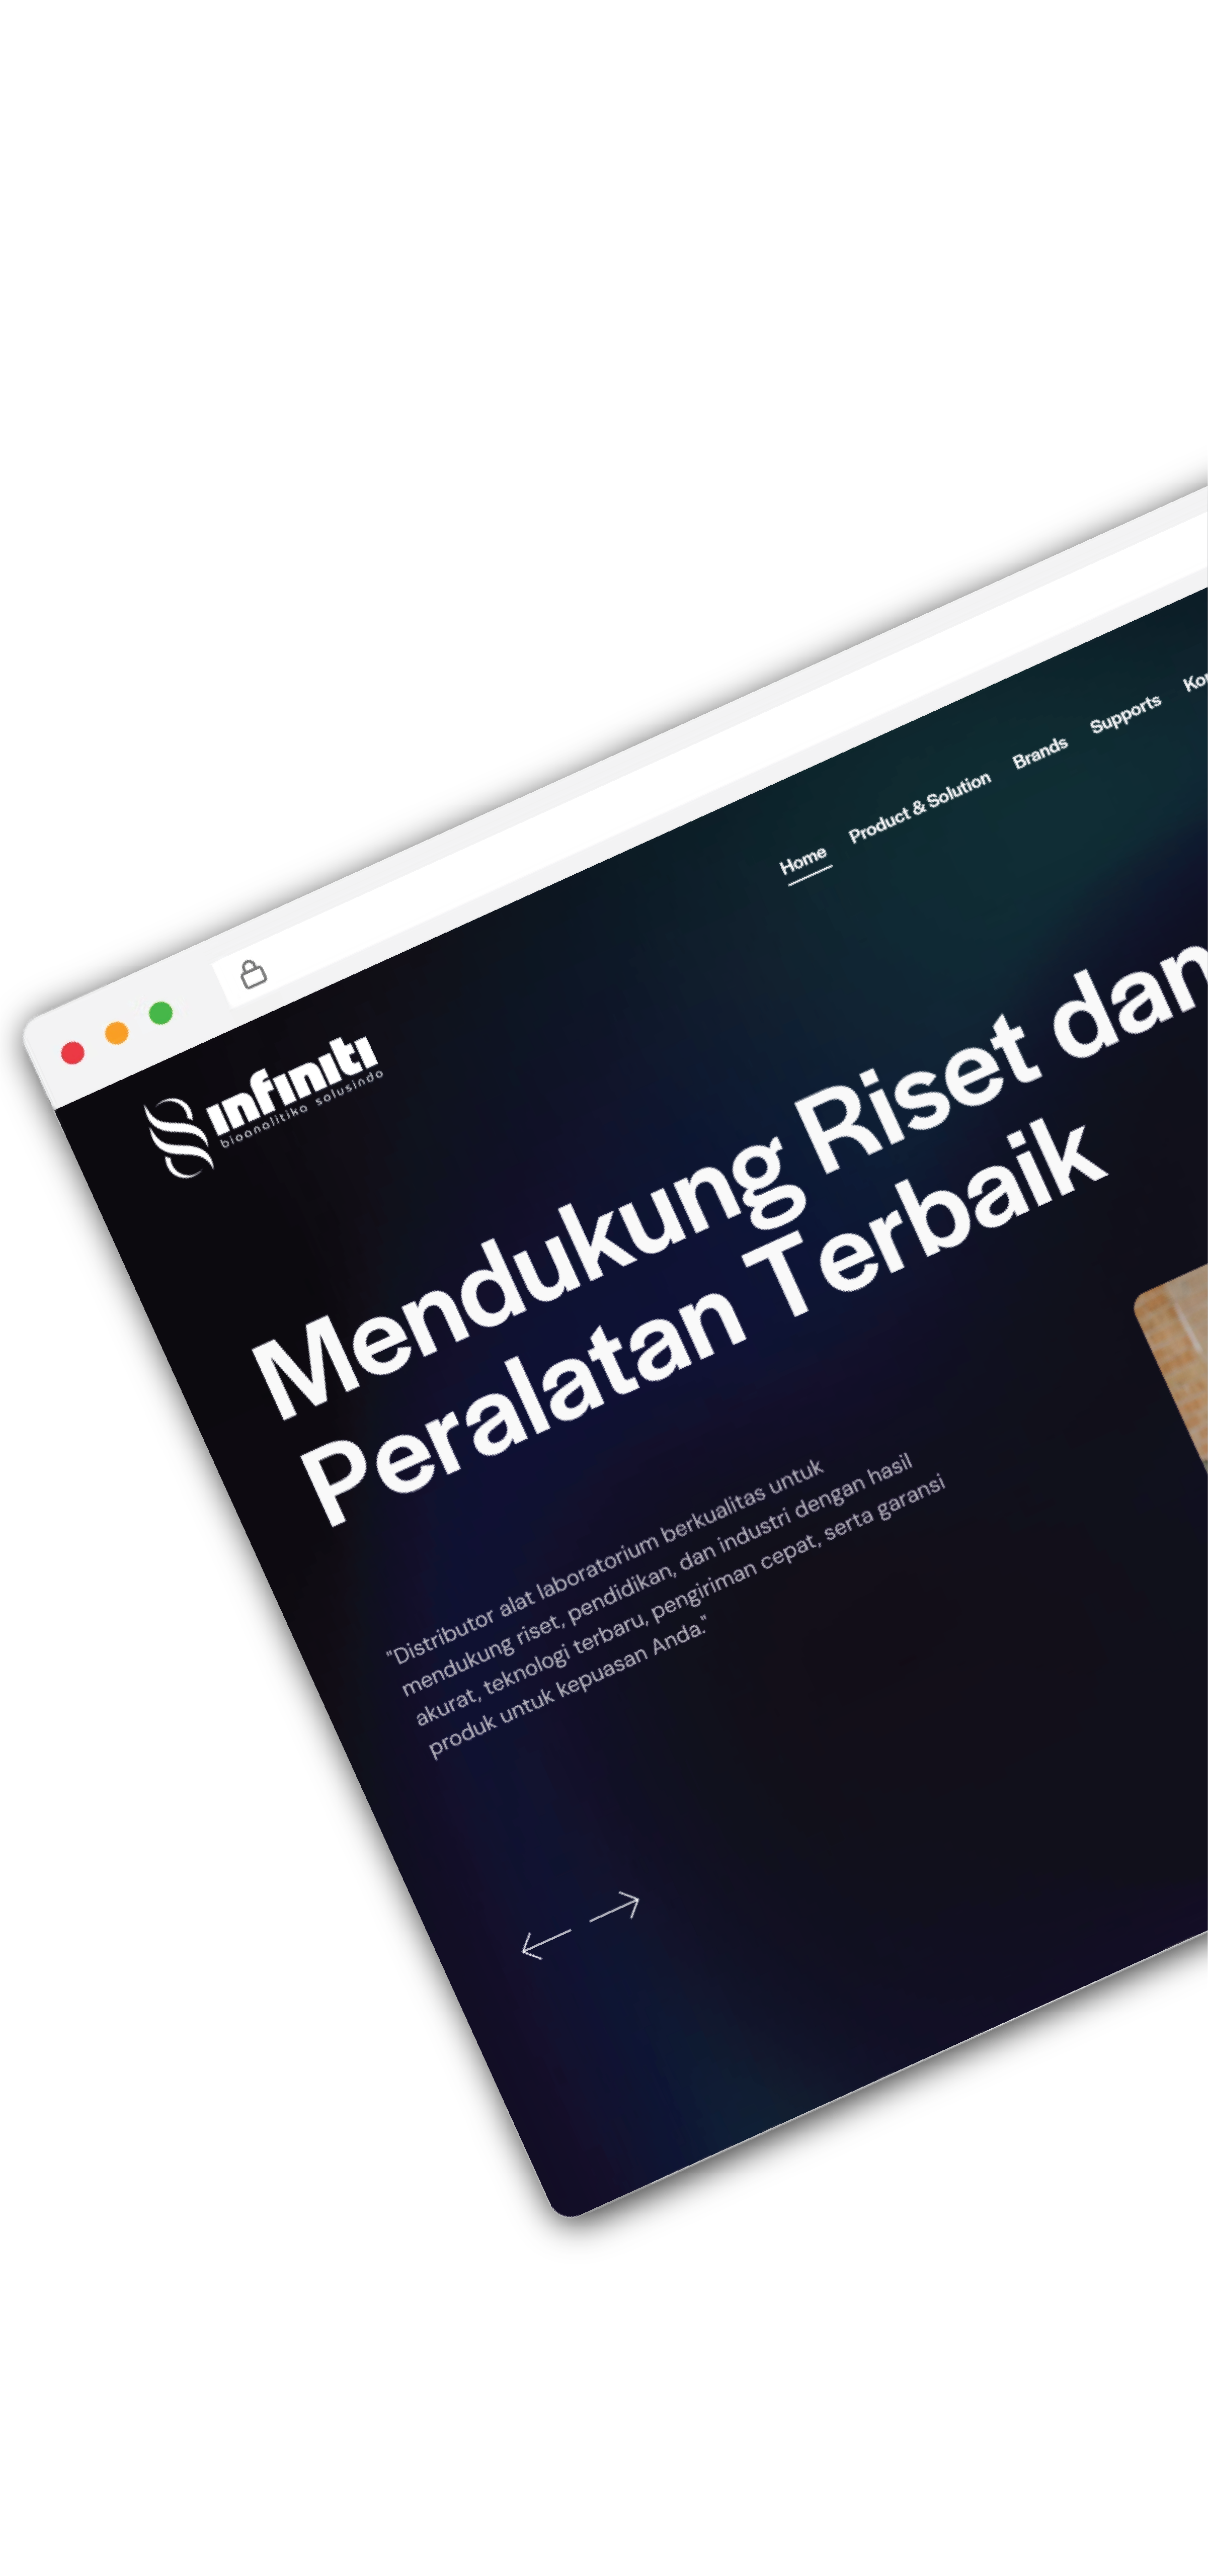 infiniti
bioanalitika solusindo
Home Product & Solution Brands Supports
Mendukung Riset dan
Peralatan Terbaik
"Distributor alat laboratorium berkualitas untuk
mendukung riset, pendidikan, dan industri dengan hasil
akurat, teknologi terbaru, pengiriman cepat, serta garansi
produk untuk kepuasan Anda."